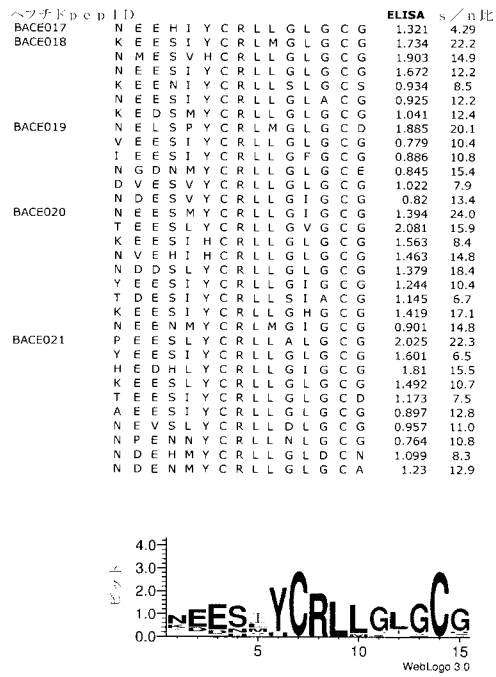 ペプチドpepID ELISA s/n比
BACE017 N E E H I Y C R L L G L G C G 1.321 4.29
BACE018 K E E S I Y C R L M G L G C G 1.734 22.2
N M E S V H C R L L G L G C G 1.903 14.9
N E E S I Y C R L L G L G C G 1.672 12.2
K E E N I Y C R L L S L G C S 0.934 8.5
N E E S I Y C R L L G L A C G 0.925 12.2
K E D S M Y C R L L G L G C G 1.041 12.4
BACE019 N E L S P Y C R L M G L G C D 1.885 20.1
V E E S I Y C R L L G L G C G 0.779 10.4
I E E S I Y C R L L G F G C G 0.886 10.8
N G D N M Y C R L L G L G C E 0.845 15.4
D V E S V Y C R L L G L G C G 1.022 7.9
N D E S V Y C R L L G I G C G 0.82 13.4
BACE020 N E E S M Y C R L L G I G C G 1.394 24.0
T E E S L Y C R L L G V G C G 2.081 15.9
K E E S I H C R L L G L G C G 1.563 8.4
N V E H I H C R L L G L G C G 1.463 14.8
N D D S L Y C R L L G L G C G 1.379 18.4
Y E E S I Y C R L L G I G C G 1.244 10.4
T D E S I Y C R L L S I A C G 1.145 6.7
K E E S I Y C R L L G H G C G 1.419 17.1
N E E N M Y C R L M G I G C G 0.901 14.8
BACE021 P E E S L Y C R L L A L G C G 2.025 22.3
Y E E S I Y C R L L G L G C G 1.601 6.5
H E D H L Y C R L L G I G C G 1.81 15.5
K E E S L Y C R L L G L G C G 1.492 10.7
T E E S I Y C R L L G L G C D 1.173 7.5
A E E S I Y C R L L G L G C G 0.897 12.8
N E V S L Y C R L L D L G C G 0.957 11.0
N P E N N Y C R L L N L G C G 0.764 10.8
N D E H M Y C R L L G L D C N 1.099 8.3
N D E N M Y C R L L G L G C A 1.23 12.9
ビット
4.0
3.0
2.0
1.0
0.0
NEESIYCRLLGLGCG
5 10 15
WebLogo 3.0